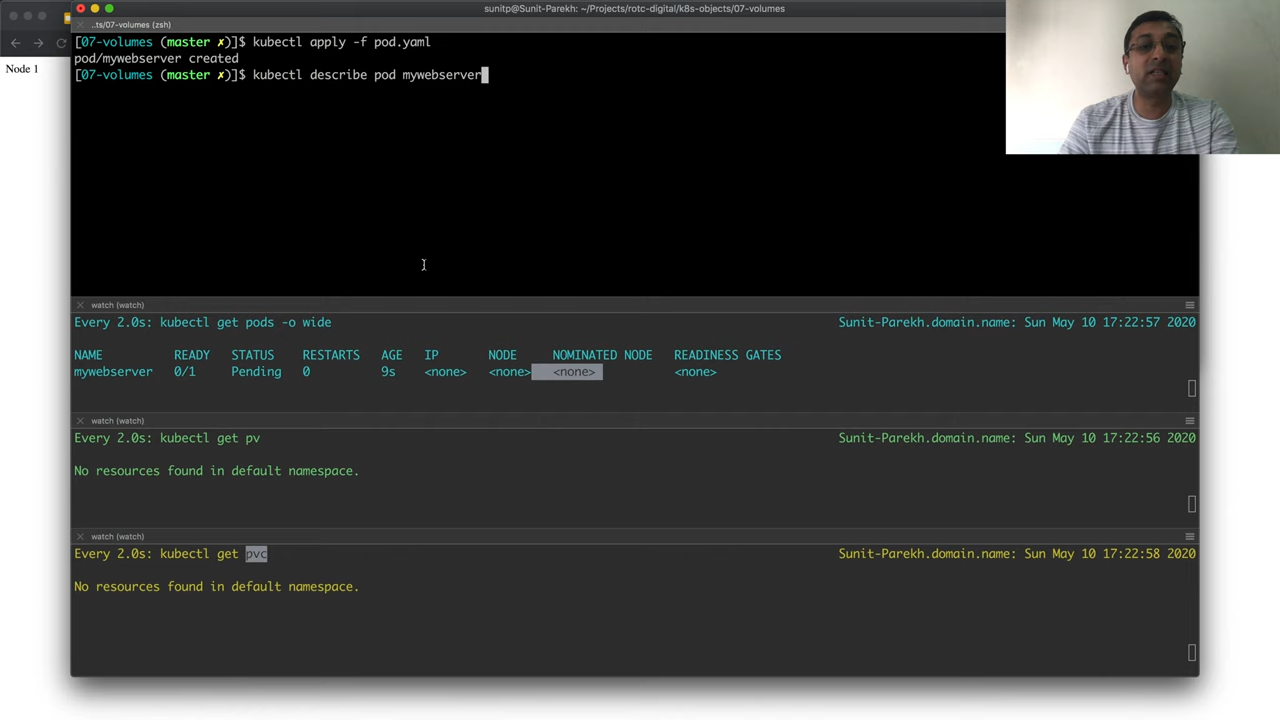 sunitp@Sunit-Parekh: ~/Projects/rotc-digital/k8s-objects/07-volumes
..ts/07-volumes (zsh)
Node 1
[07-volumes (master ✗)]$ kubectl apply -f pod.yaml
pod/mywebserver created
[07-volumes (master ✗)]$ kubectl describe pod mywebserver
watch (watch)
Every 2.0s: kubectl get pods -o wide Sunit-Parekh.domain.name: Sun May 10 17:22:57 2020
NAME READY STATUS RESTARTS AGE IP NODE NOMINATED NODE READINESS GATES
mywebserver 0/1 Pending 0 9s <none> <none> <none> <none>
watch (watch)
Every 2.0s: kubectl get pv Sunit-Parekh.domain.name: Sun May 10 17:22:56 2020
No resources found in default namespace.
watch (watch)
Every 2.0s: kubectl get pvc Sunit-Parekh.domain.name: Sun May 10 17:22:58 2020
No resources found in default namespace.